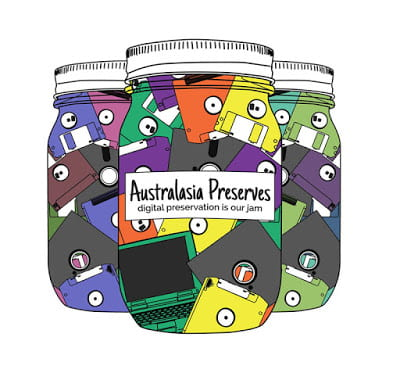 Australasia Preserves
digital preservation is our jam